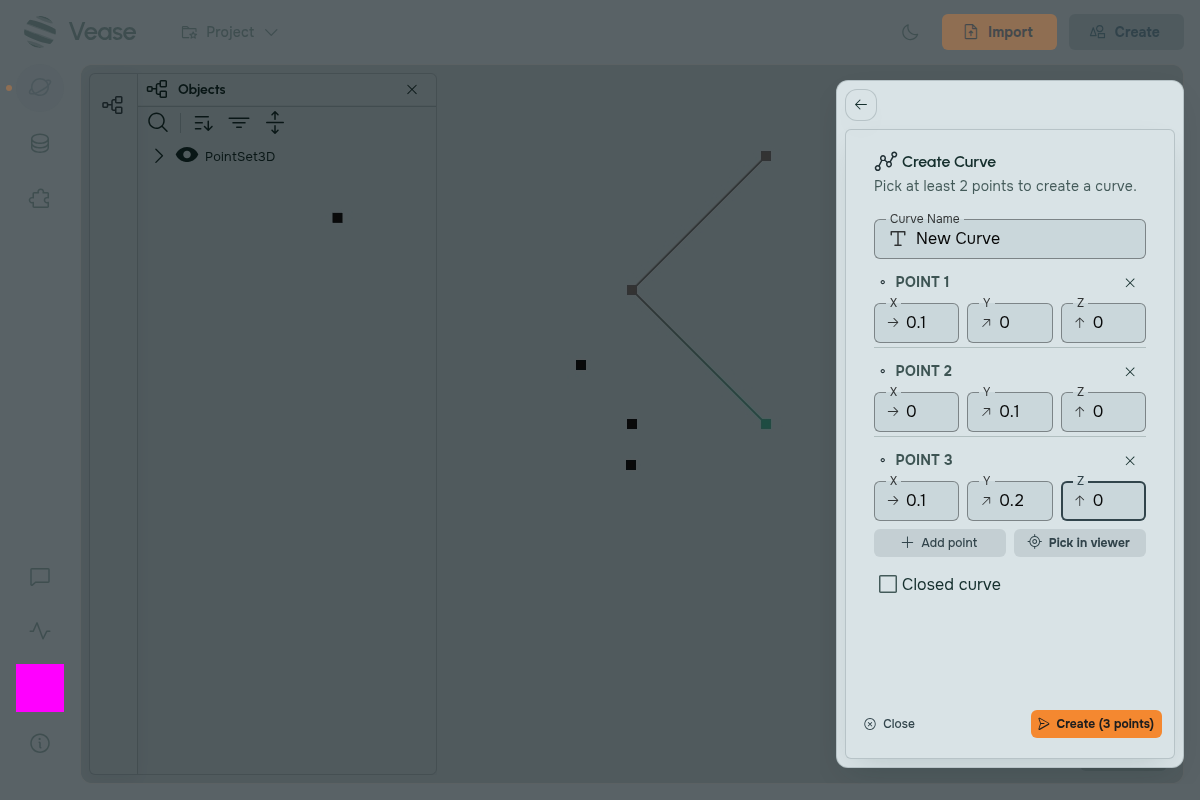 Vease
Project
Import
Create
Objects
PointSet3D
Create Curve
Pick at least 2 points to create a curve.
Curve Name
New Curve
POINT 1
X
0.1
Y
0
Z
0
POINT 2
X
0
Y
0.1
Z
0
POINT 3
X
0.1
Y
0.2
Z
0
Add point
Pick in viewer
Closed curve
Close
Create (3 points)